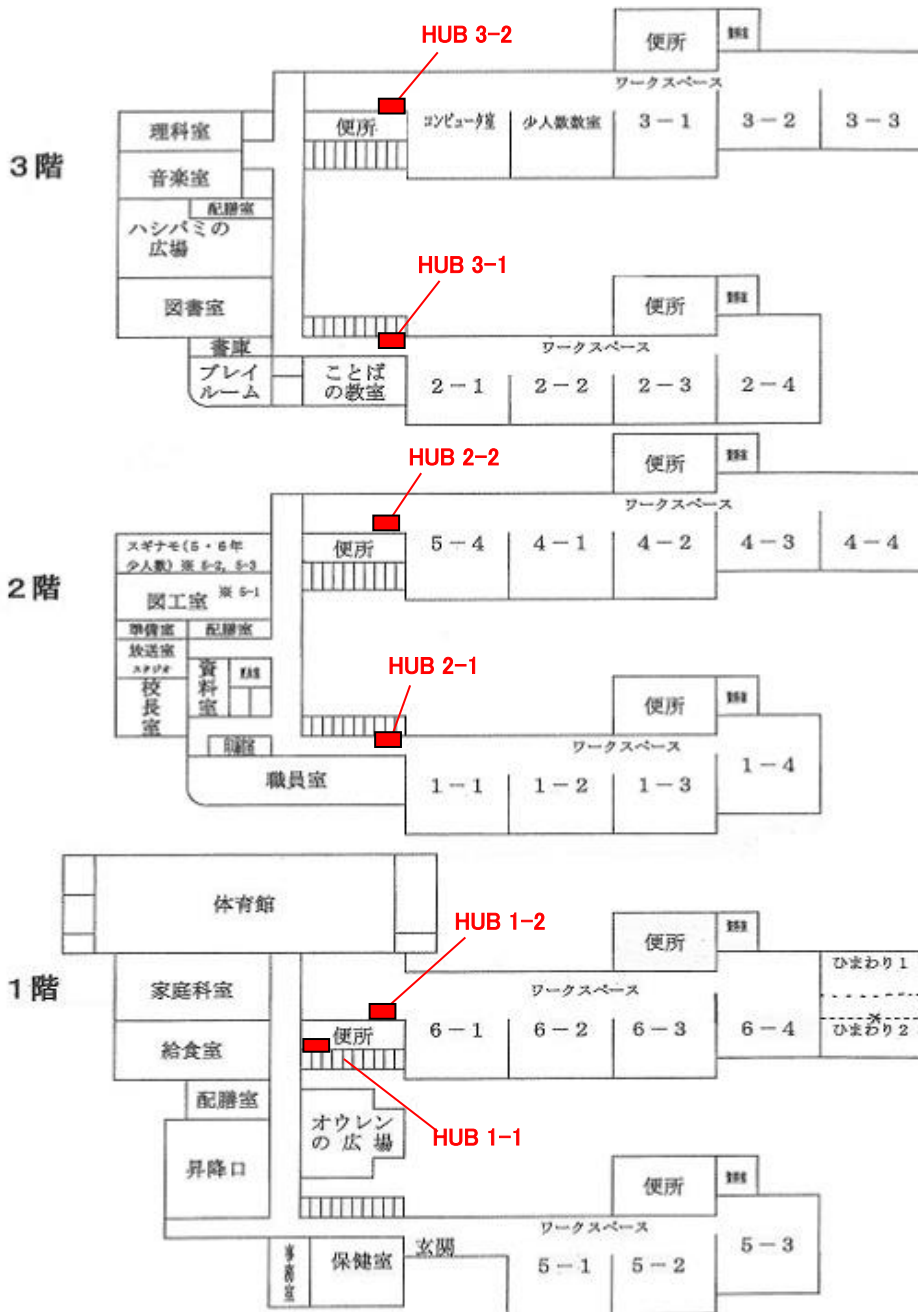 3階
HUB 3-2
便所
ワークスペース
理科室
便所
コンピュータ室
少人数教室
3-1
3-2
3-3
音楽室
配膳室
ハシバミの
広場
図書室
HUB 3-1
便所
ワークスペース
書庫
プレイ
ルーム
ことば
の教室
2-1
2-2
2-3
2-4
2階
HUB 2-2
便所
ワークスペース
スギナモ(5・6年
少人数)※ 5-2, 5-3
便所
5-4
4-1
4-2
4-3
4-4
図工室 ※ 5-1
準備室
配膳室
放送室
スタジオ
資料室
校長室
HUB 2-1
便所
ワークスペース
職員室
1-1
1-2
1-3
1-4
1階
体育館
HUB 1-2
便所
ワークスペース
ひまわり1
家庭科室
便所
6-1
6-2
6-3
6-4
ひまわり2
給食室
配膳室
オウレン
の広場
HUB 1-1
昇降口
便所
ワークスペース
事務室
保健室
玄関
5-1
5-2
5-3